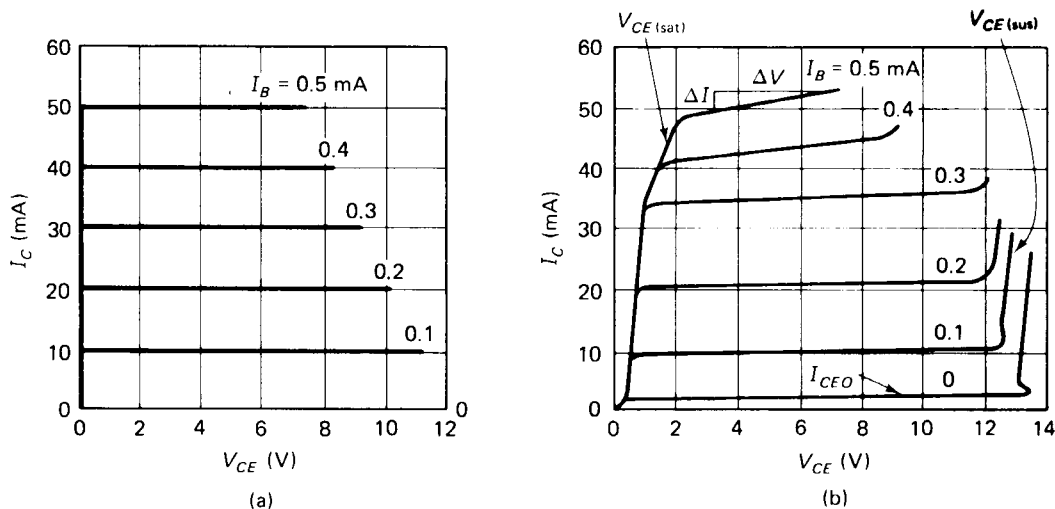 60
50
40
30
20
10
0
I_C (mA)
I_B = 0.5 mA
0.4
0.3
0.2
0.1
0
0 2 4 6 8 10 12
V_CE (V)
(a)
V_CE(sat)
V_CE(sus)
60
50
40
30
20
10
0
I_C (mA)
ΔV
ΔI
I_B = 0.5 mA
0.4
0.3
0.2
0.1
I_CEO
0
0 2 4 6 8 10 12 14
V_CE (V)
(b)